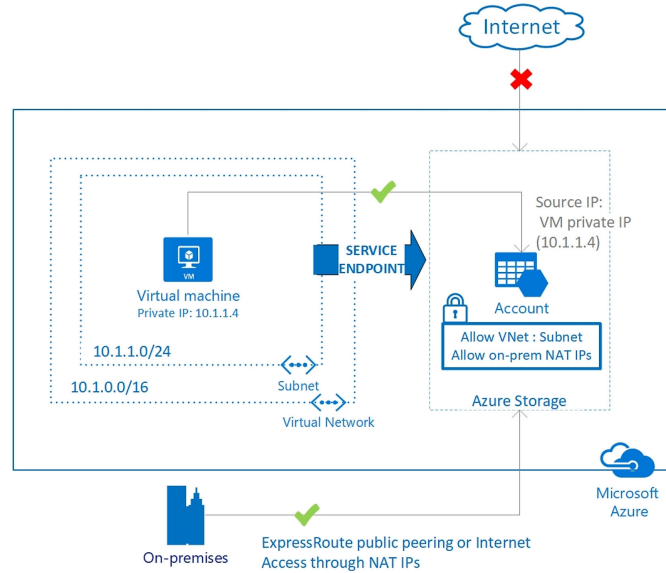 Internet
Source IP:
VM private IP
(10.1.1.4)
SERVICE
ENDPOINT
VM
Virtual machine
Private IP: 10.1.1.4
Account
Allow VNet : Subnet
Allow on-prem NAT IPs
10.1.1.0/24
Subnet
10.1.0.0/16
Virtual Network
Azure Storage
Microsoft
Azure
On-premises
ExpressRoute public peering or Internet
Access through NAT IPs